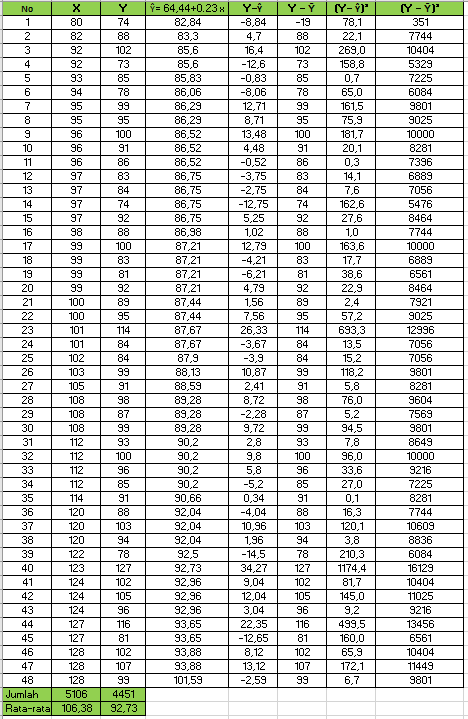 No X Y ŷ= 64,44+0.23 x Y−ŷ Y − Ȳ (Y−ŷ)² (Y − Ȳ)²
1 80 74 82,84 -8,84 -19 78,1 351
2 82 88 83,3 4,7 88 22,1 7744
3 92 102 85,6 16,4 102 269,0 10404
4 92 73 85,6 -12,6 73 158,8 5329
5 93 85 85,83 -0,83 85 0,7 7225
6 94 78 86,06 -8,06 78 65,0 6084
7 95 99 86,29 12,71 99 161,5 9801
8 95 95 86,29 8,71 95 75,9 9025
9 96 100 86,52 13,48 100 181,7 10000
10 96 91 86,52 4,48 91 20,1 8281
11 96 86 86,52 -0,52 86 0,3 7396
12 97 83 86,75 -3,75 83 14,1 6889
13 97 84 86,75 -2,75 84 7,6 7056
14 97 74 86,75 -12,75 74 162,6 5476
15 97 92 86,75 5,25 92 27,6 8464
16 98 88 86,98 1,02 88 1,0 7744
17 99 100 87,21 12,79 100 163,6 10000
18 99 83 87,21 -4,21 83 17,7 6889
19 99 81 87,21 -6,21 81 38,6 6561
20 99 92 87,21 4,79 92 22,9 8464
21 100 89 87,44 1,56 89 2,4 7921
22 100 95 87,44 7,56 95 57,2 9025
23 101 114 87,67 26,33 114 693,3 12996
24 101 84 87,67 -3,67 84 13,5 7056
25 102 84 87,9 -3,9 84 15,2 7056
26 103 99 88,13 10,87 99 118,2 9801
27 105 91 88,59 2,41 91 5,8 8281
28 108 98 89,28 8,72 98 76,0 9604
29 108 87 89,28 -2,28 87 5,2 7569
30 108 99 89,28 9,72 99 94,5 9801
31 112 93 90,2 2,8 93 7,8 8649
32 112 100 90,2 9,8 100 96,0 10000
33 112 96 90,2 5,8 96 33,6 9216
34 112 85 90,2 -5,2 85 27,0 7225
35 114 91 90,66 0,34 91 0,1 8281
36 120 88 92,04 -4,04 88 16,3 7744
37 120 103 92,04 10,96 103 120,1 10609
38 120 94 92,04 1,96 94 3,8 8836
39 122 78 92,5 -14,5 78 210,3 6084
40 123 127 92,73 34,27 127 1174,4 16129
41 124 102 92,96 9,04 102 81,7 10404
42 124 105 92,96 12,04 105 145,0 11025
43 124 96 92,96 3,04 96 9,2 9216
44 127 116 93,65 22,35 116 499,5 13456
45 127 81 93,65 -12,65 81 160,0 6561
46 128 102 93,88 8,12 102 65,9 10404
47 128 107 93,88 13,12 107 172,1 11449
48 128 99 101,59 -2,59 99 6,7 9801
Jumlah 5106 4451
Rata-rata 106,38 92,73